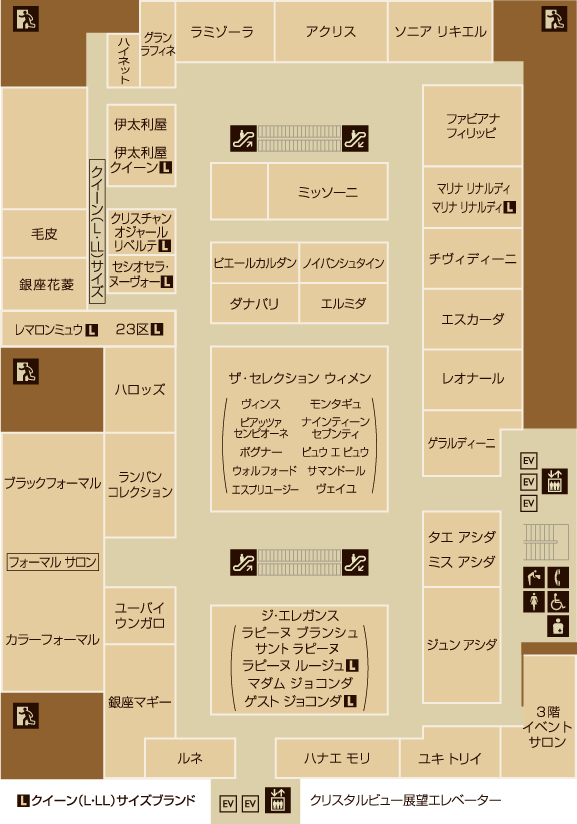 ハイネット
グラン
ラフィネ
ラミゾーラ
アクリス
ソニア リキエル
伊太利屋
伊太利屋
クイーン L
クイーン(L・LL)サイズ
クリスチャン
オジャール
リベルテ L
セシオセラ・
ヌーヴォー L
毛皮
銀座花菱
レマロンミュウ L
23区 L
ミッソーニ
ピエールカルダン
ノイバンシュタイン
ダナパリ
エルミダ
ファビアナ
フィリッピ
マリナ リナルディ
マリナ リナルディ L
チヴィディーニ
エスカーダ
レオナール
ゲラルディーニ
ハロッズ
ザ・セレクション ウィメン
ヴィンス
モンタギュ
ピアッツァ
センピオーネ
ナインティーン
セブンティ
ボグナー
ピュウ エ ピュウ
ウォルフォード
サマンドール
エスプリュージー
ヴェイユ
ブラックフォーマル
ランバン
コレクション
フォーマル サロン
カラーフォーマル
ユーバイ
ウンガロ
銀座マギー
ルネ
ジ・エレガンス
ラピーヌ ブランシュ
サント ラピーヌ
ラピーヌ ルージュ L
マダム ジョコンダ
ゲスト ジョコンダ L
EV
EV
EV
タエ アシダ
ミス アシダ
ジュン アシダ
3階
イベント
サロン
ハナエ モリ
ユキ トリイ
L クイーン(L・LL)サイズブランド
EV EV
クリスタルビュー展望エレベーター